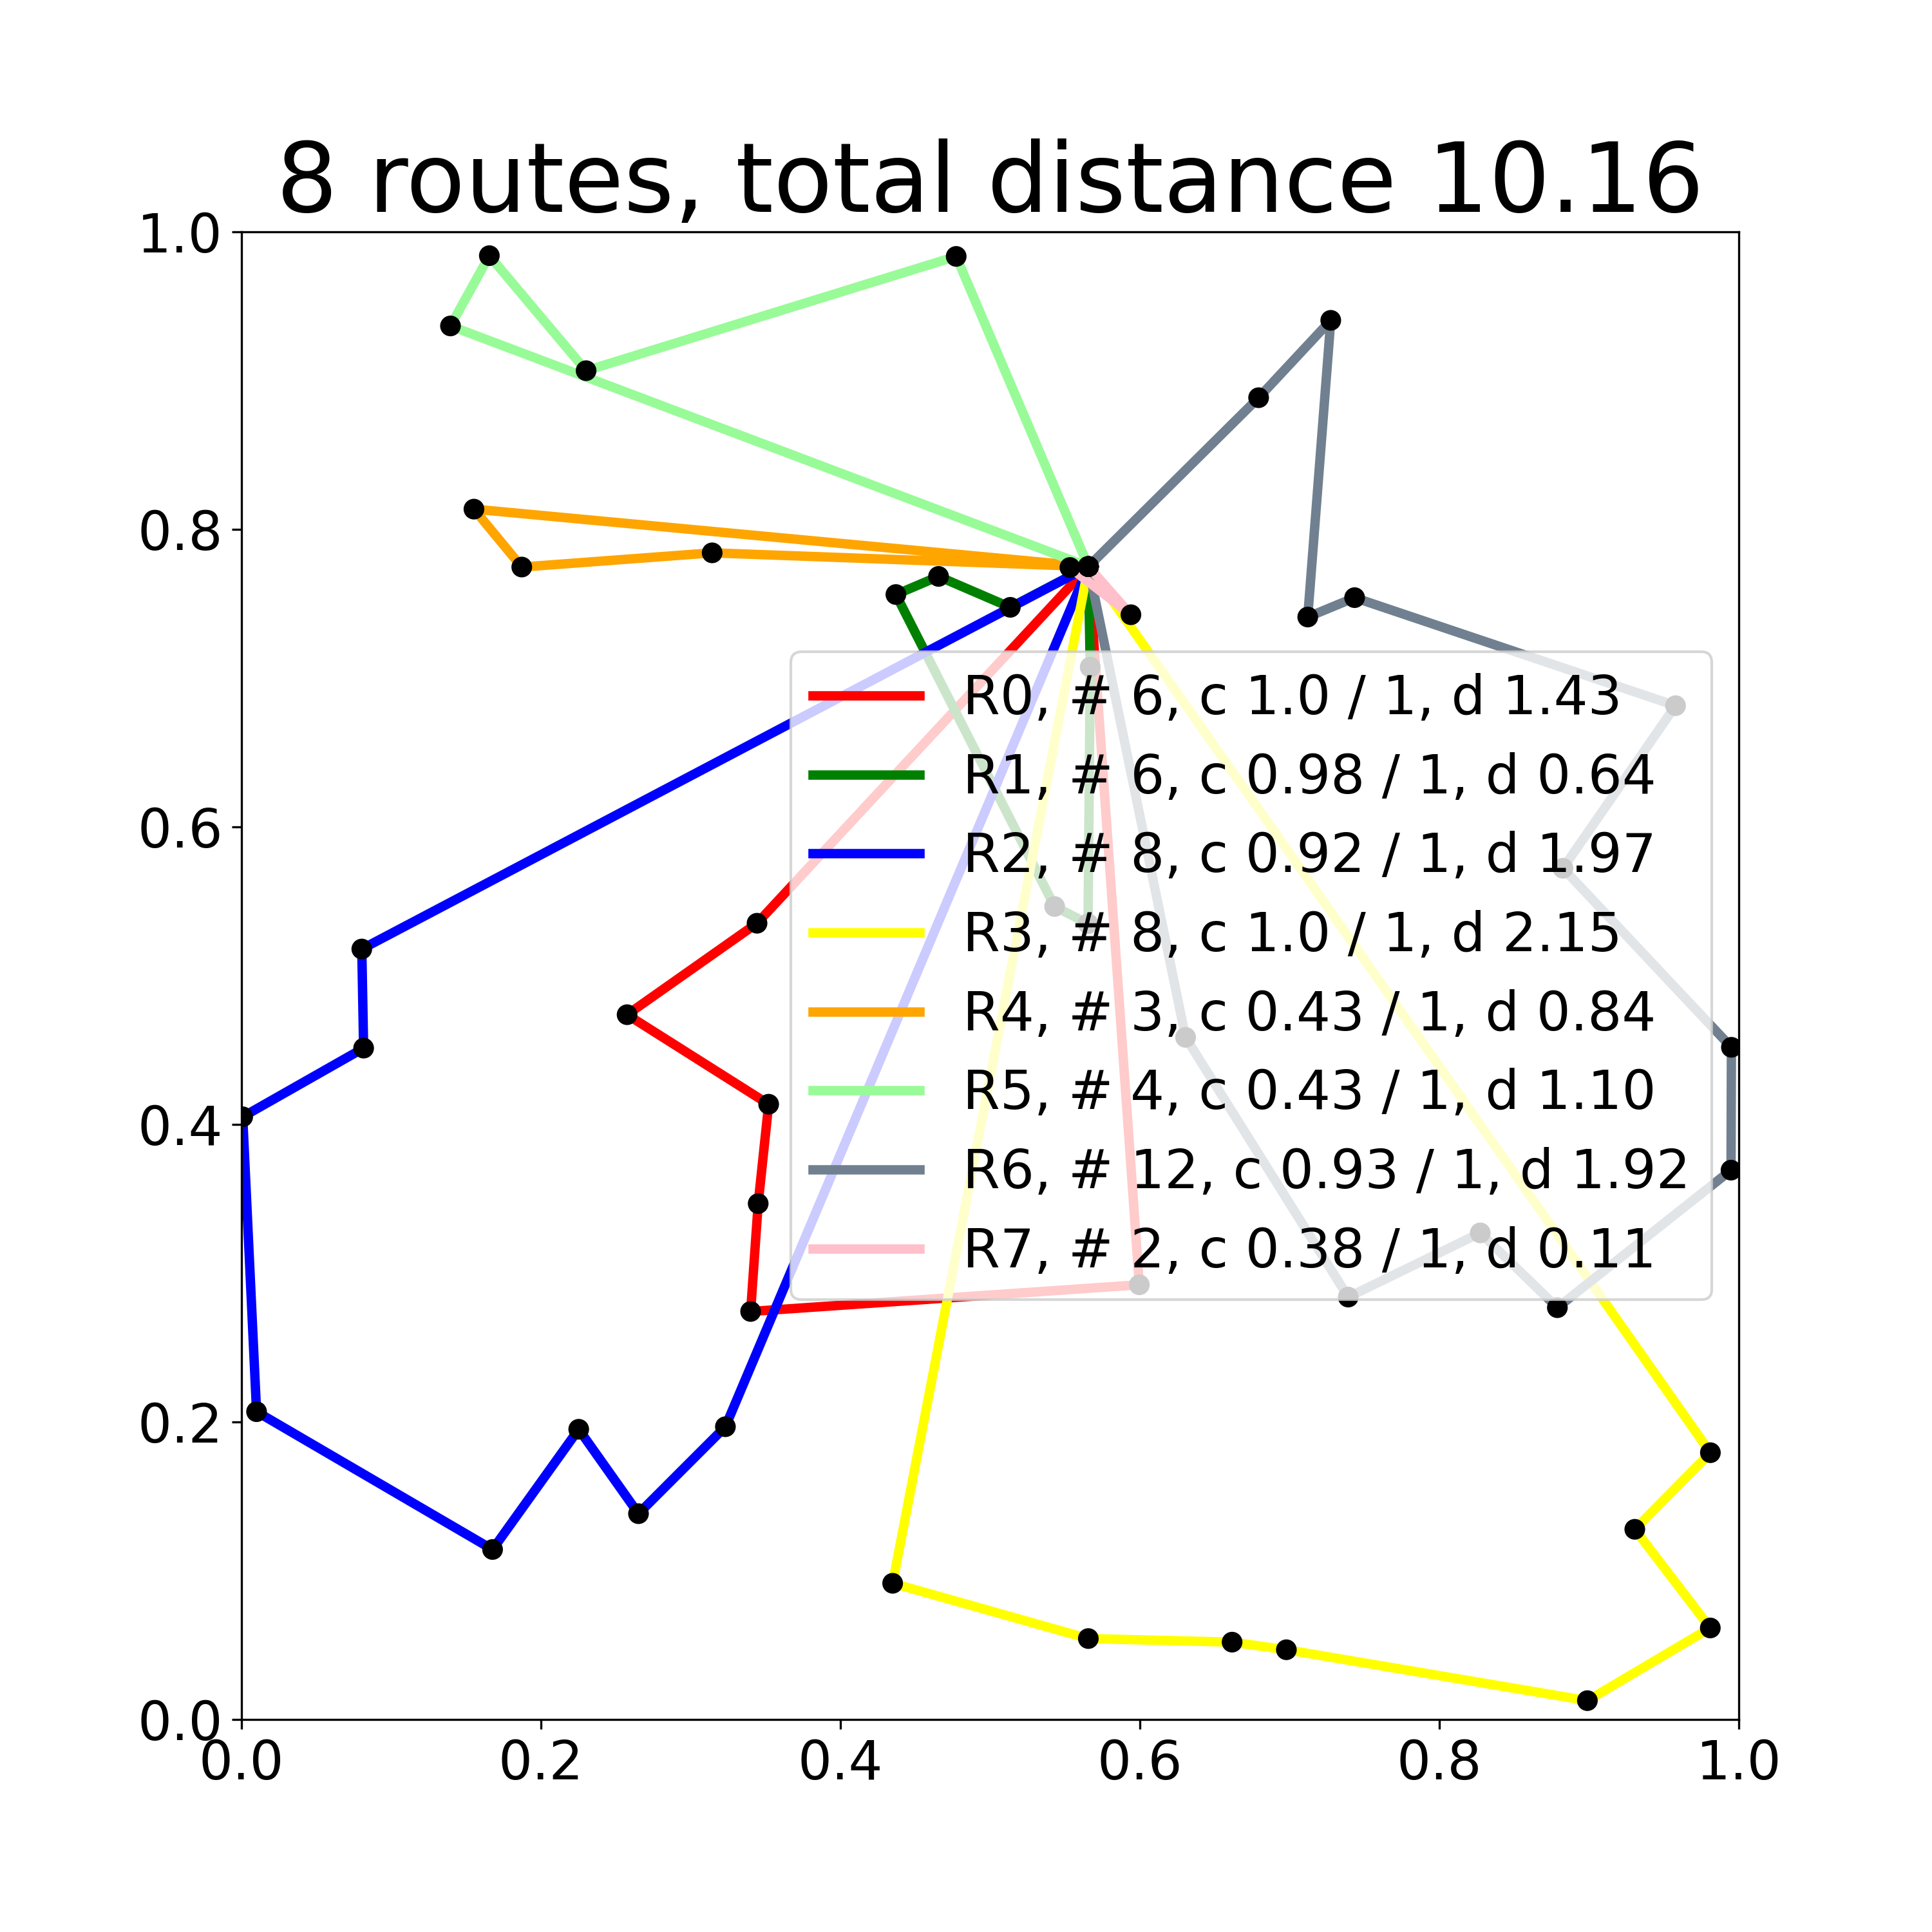 8 routes, total distance 10.16
1.0
0.8
0.6
0.4
0.2
0.0
R0, # 6, c 1.0 / 1, d 1.43
R1, # 6, c 0.98 / 1, d 0.64
R2, # 8, c 0.92 / 1, d 1.97
R3, # 8, c 1.0 / 1, d 2.15
R4, # 3, c 0.43 / 1, d 0.84
R5, # 4, c 0.43 / 1, d 1.10
R6, # 12, c 0.93 / 1, d 1.92
R7, # 2, c 0.38 / 1, d 0.11
0.0 0.2 0.4 0.6 0.8 1.0